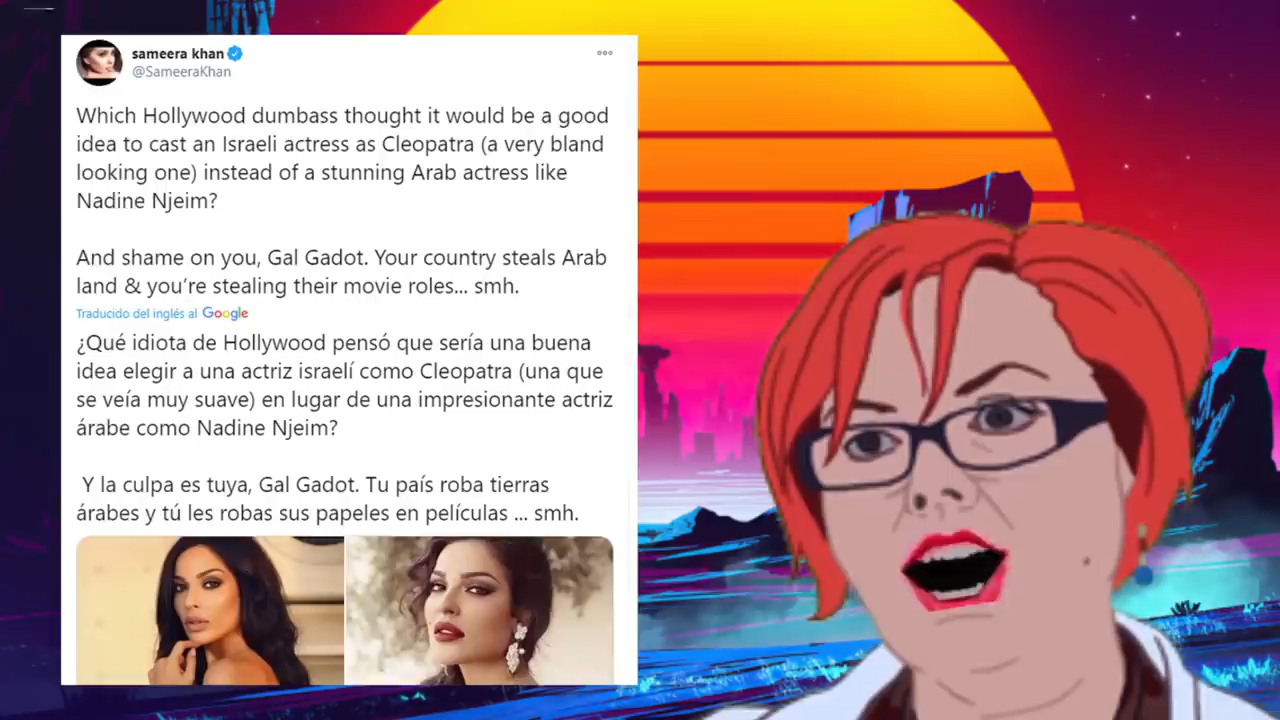 sameera khan
@SameeraKhan
Which Hollywood dumbass thought it would be a good
idea to cast an Israeli actress as Cleopatra (a very bland
looking one) instead of a stunning Arab actress like
Nadine Njeim?
And shame on you, Gal Gadot. Your country steals Arab
land & you’re stealing their movie roles... smh.
Traducido del inglés al Google
¿Qué idiota de Hollywood pensó que sería una buena
idea elegir a una actriz israelí como Cleopatra (una que
se veía muy suave) en lugar de una impresionante actriz
árabe como Nadine Njeim?
Y la culpa es tuya, Gal Gadot. Tu país roba tierras
árabes y tú les robas sus papeles en películas ... smh.